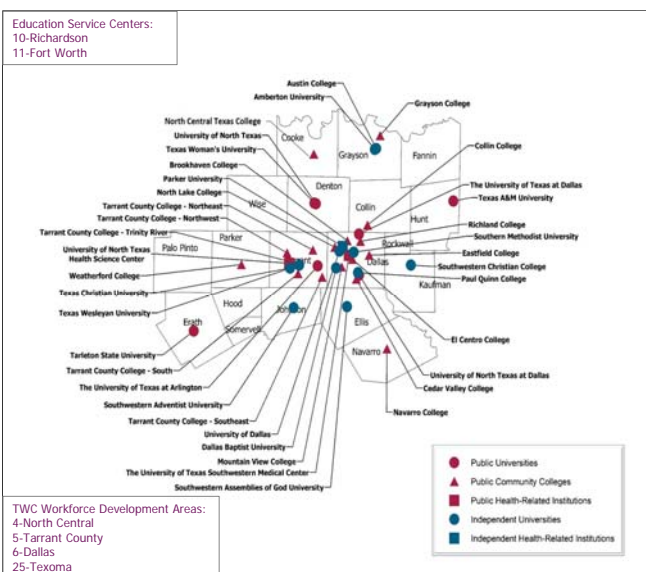 Education Service Centers:
10-Richardson
11-Fort Worth
Austin College
Amberton University
Grayson College
North Central Texas College
Cooke
University of North Texas
Grayson
Fannin
Collin College
Texas Woman's University
Brookhaven College
Denton
The University of Texas at Dallas
Parker University
Texas A&M University
North Lake College
Wise
Collin
Hunt
Tarrant County College - Northeast
Richland College
Tarrant County College - Northwest
Southern Methodist University
Tarrant County College - Trinity River
Parker
Rockwall
Palo Pinto
University of North Texas
Health Science Center
Eastfield College
Dallas
Southwestern Christian College
Weatherford College
Paul Quinn College
Kaufman
Texas Christian University
Hood
Johnson
Texas Wesleyan University
Ellis
Erath
Somervell
El Centro College
Tarleton State University
Navarro
Tarrant County College - South
University of North Texas at Dallas
The University of Texas at Arlington
Cedar Valley College
Southwestern Adventist University
Navarro College
Tarrant County College - Southeast
University of Dallas
Dallas Baptist University
Mountain View College
The University of Texas Southwestern Medical Center
Southwestern Assemblies of God University
Public Universities
Public Community Colleges
Public Health-Related Institutions
Independent Universities
Independent Health-Related Institutions
TWC Workforce Development Areas:
4-North Central
5-Tarrant County
6-Dallas
25-Texoma